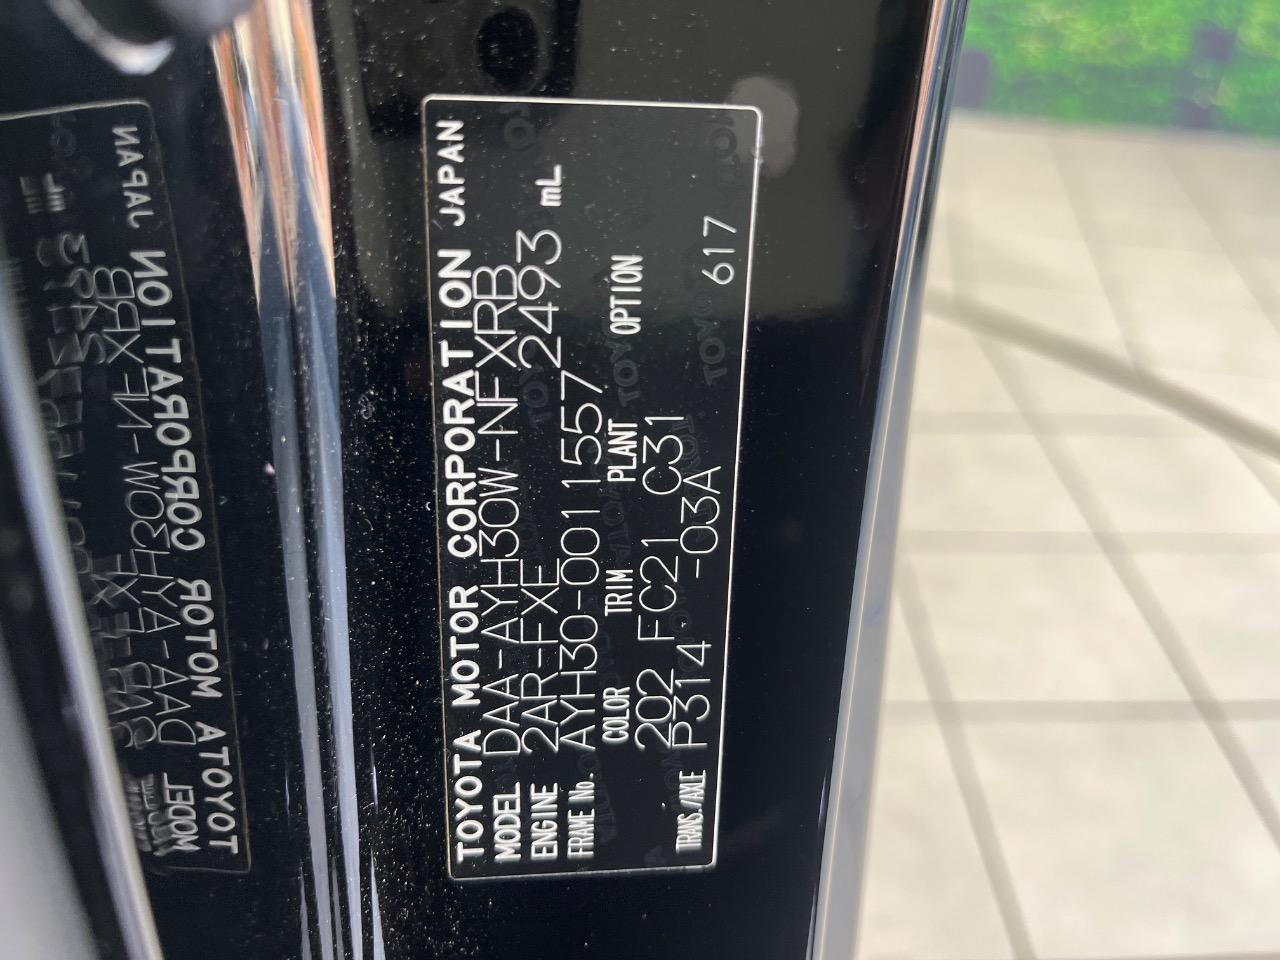 TOYOTA MOTOR CORPORATION JAPAN
MODEL DAA-AYH30W-NFXRB
ENGINE 2AR-FXE 2493 mL
FRAME No. AYH30-0011557
COLOR TRIM PLANT OPTION
202 FC21 C31
TRANS./AXLE P314 -03A 617